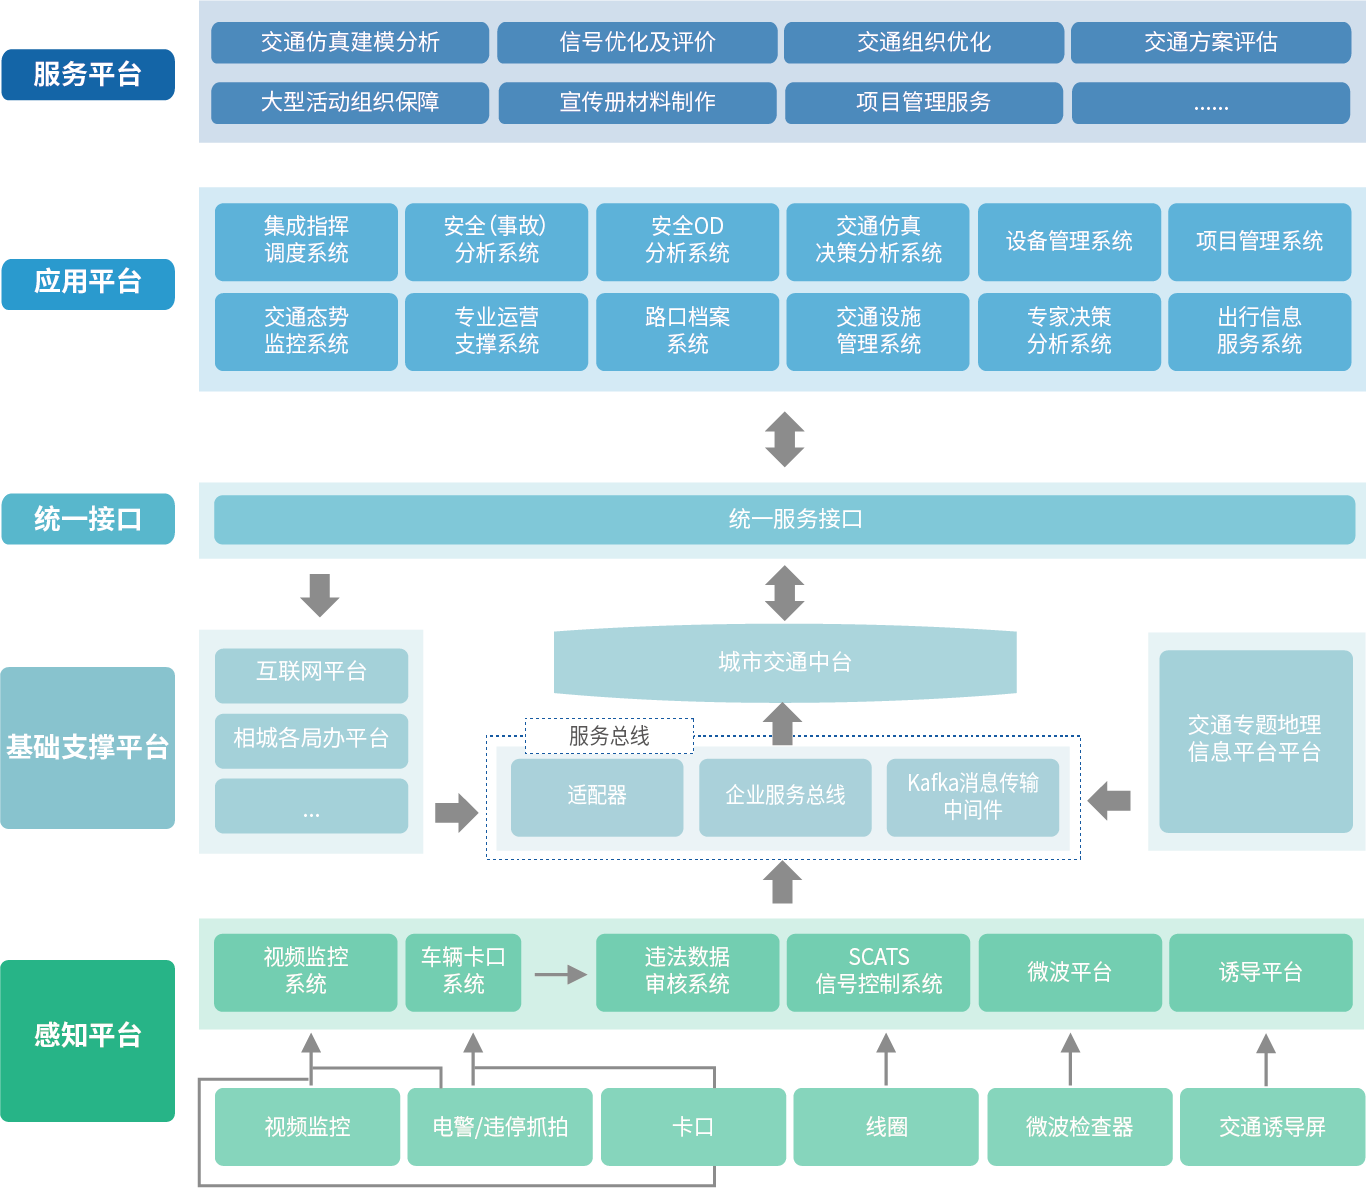 服务平台
交通仿真建模分析
信号优化及评价
交通组织优化
交通方案评估
大型活动组织保障
宣传册材料制作
项目管理服务
......
应用平台
集成指挥
调度系统
安全（事故）
分析系统
安全OD
分析系统
交通仿真
决策分析系统
设备管理系统
项目管理系统
交通态势
监控系统
专业运营
支撑系统
路口档案
系统
交通设施
管理系统
专家决策
分析系统
出行信息
服务系统
统一接口
统一服务接口
基础支撑平台
互联网平台
相城各局办平台
...
城市交通中台
服务总线
适配器
企业服务总线
Kafka消息传输
中间件
交通专题地理
信息平台平台
感知平台
视频监控
系统
车辆卡口
系统
违法数据
审核系统
SCATS
信号控制系统
微波平台
诱导平台
视频监控
电警/违停抓拍
卡口
线圈
微波检查器
交通诱导屏